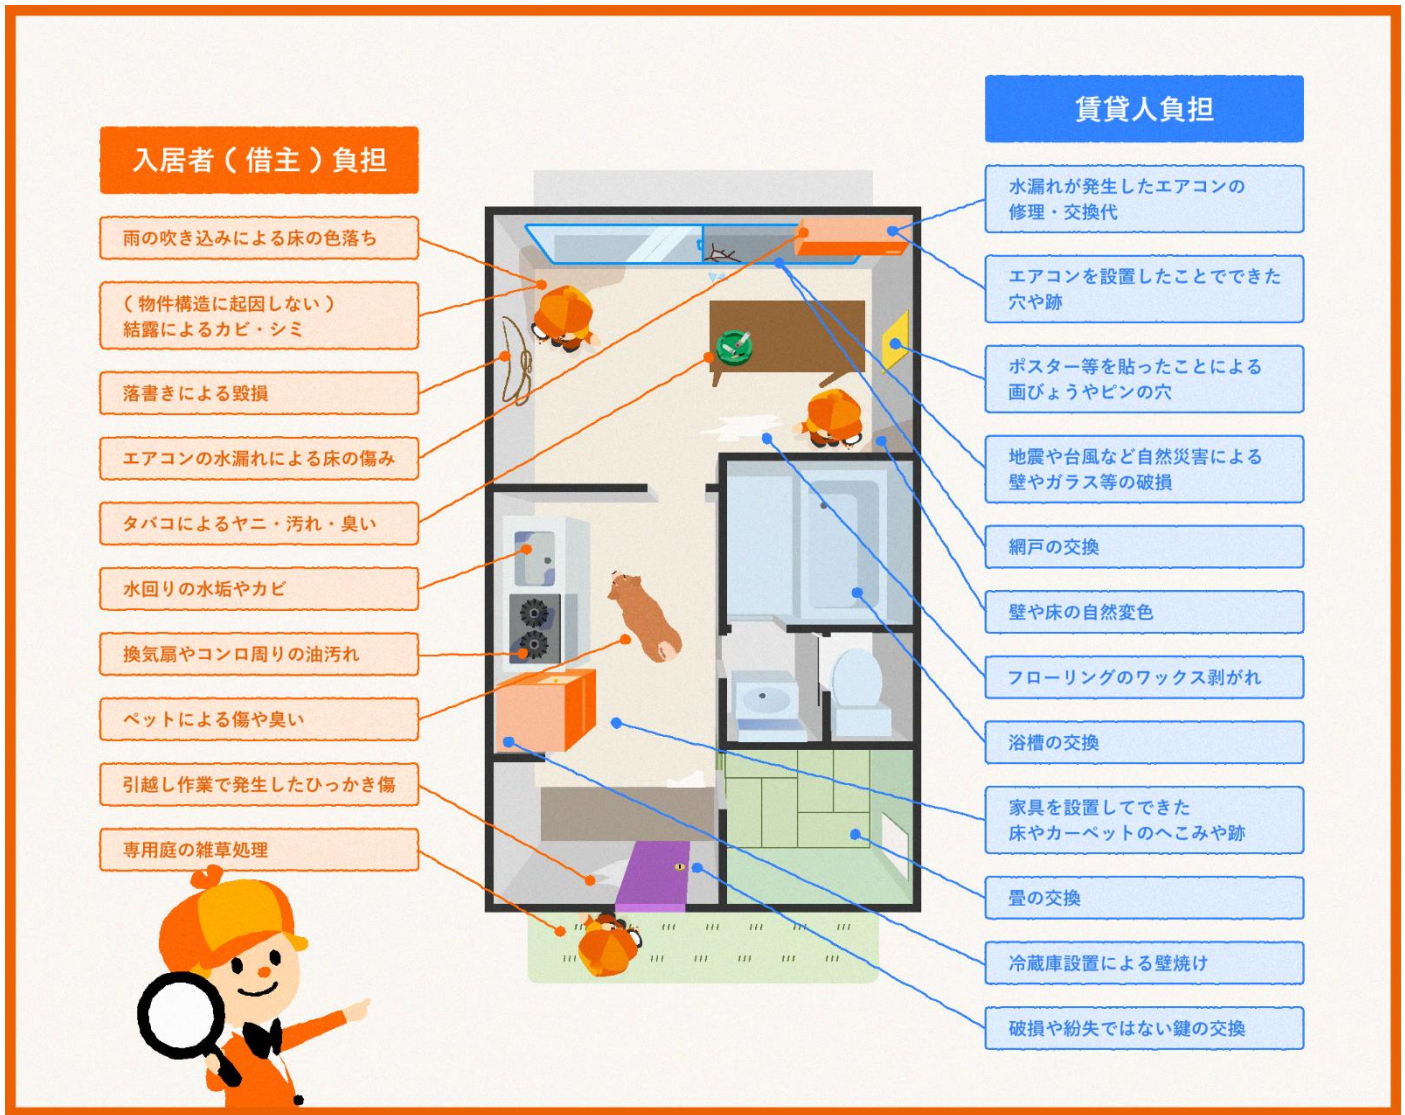 入居者(借主)負担
雨の吹き込みによる床の色落ち
(物件構造に起因しない)
結露によるカビ・シミ
落書きによる毀損
エアコンの水漏れによる床の傷み
タバコによるヤニ・汚れ・臭い
水回りの水垢やカビ
換気扇やコンロ周りの油汚れ
ペットによる傷や臭い
引越し作業で発生したひっかき傷
専用庭の雑草処理
賃貸人負担
水漏れが発生したエアコンの
修理・交換代
エアコンを設置したことでできた
穴や跡
ポスター等を貼ったことによる
画びょうやピンの穴
地震や台風など自然災害による
壁やガラス等の破損
網戸の交換
壁や床の自然変色
フローリングのワックス剥がれ
浴槽の交換
家具を設置してできた
床やカーペットのへこみや跡
畳の交換
冷蔵庫設置による壁焼け
破損や紛失ではない鍵の交換